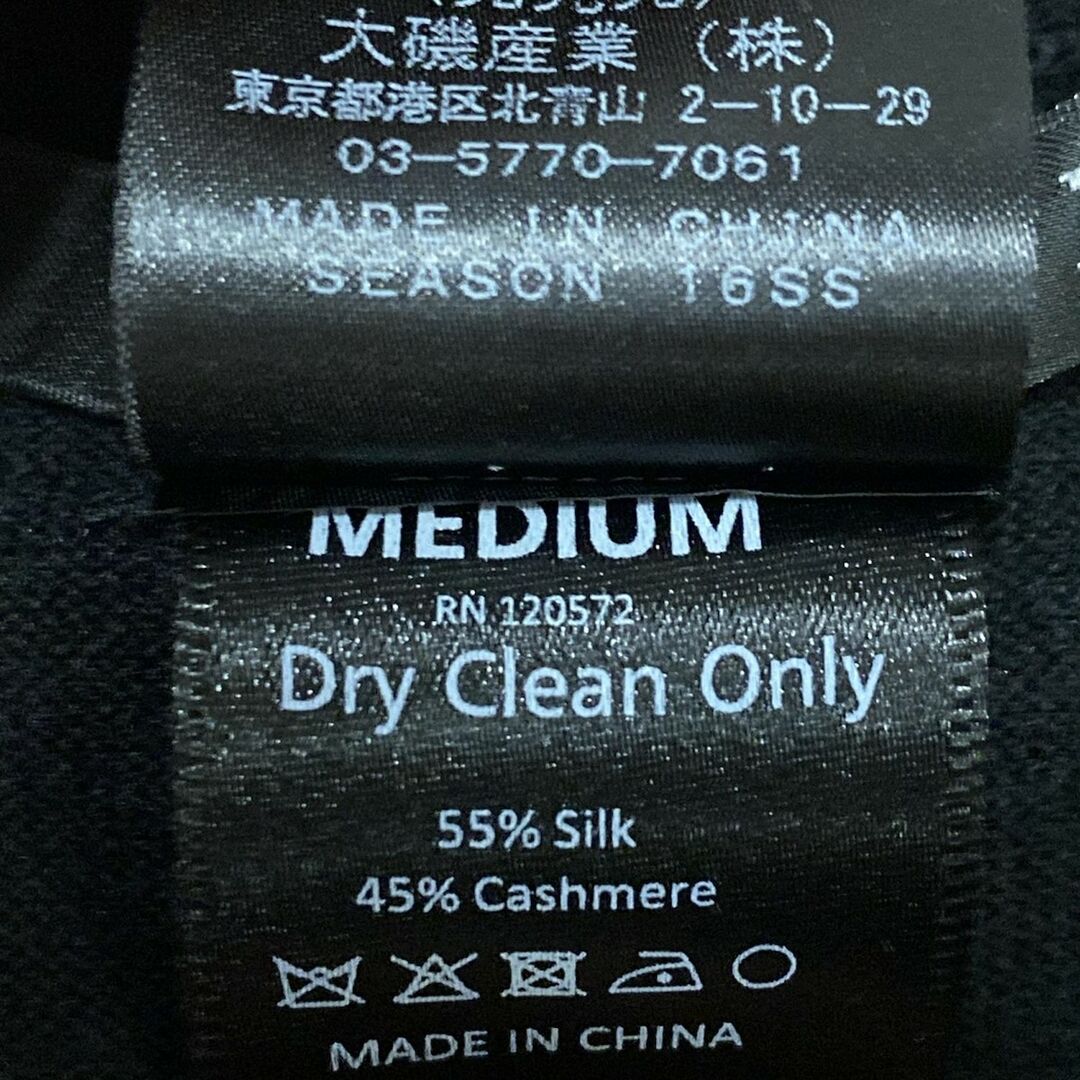 大磯産業(株)
東京都港区北青山 2-10-29
03-5770-7061
MADE IN CHINA
SEASON 16SS
MEDIUM
RN 120572
Dry Clean Only
55% Silk
45% Cashmere
MADE IN CHINA